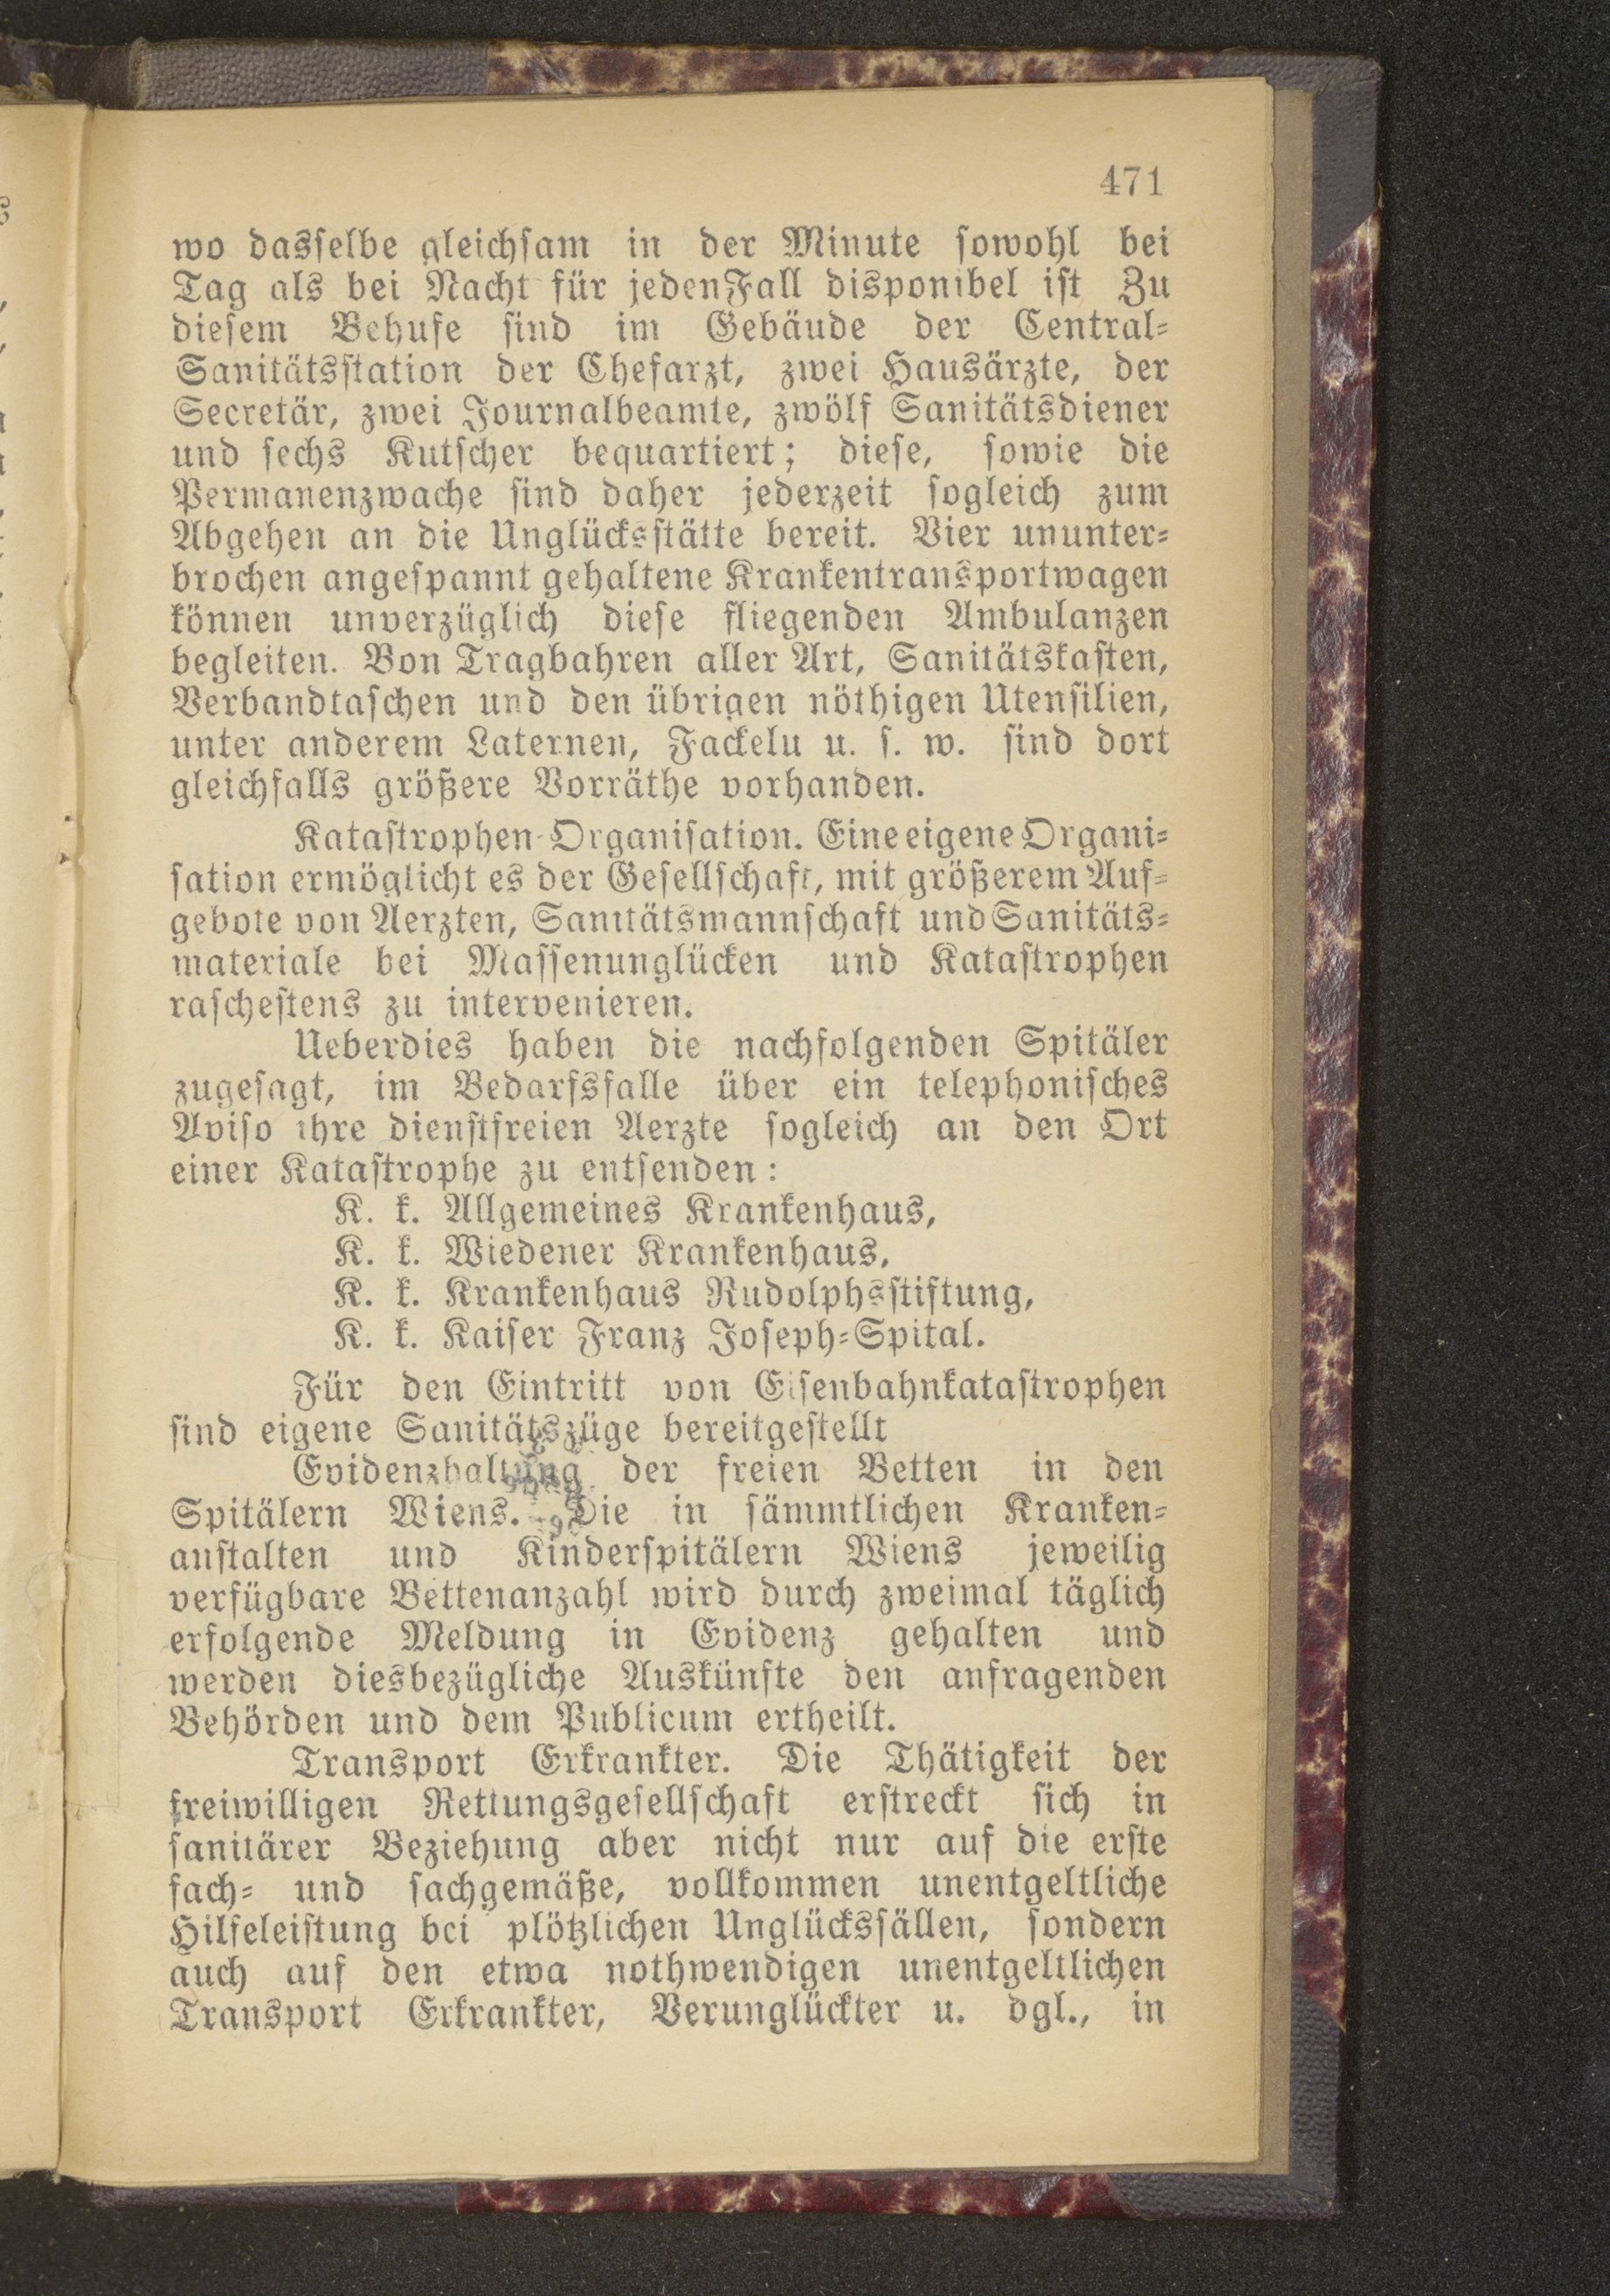 471
wo dasselbe gleichsam in der Minute sowohl bei
Tag als bei Nacht für jeden Fall disponibel ist Zu
diesem Behufe sind im Gebäude der Central-
Sanitätsstation der Chefarzt, zwei Hausärzte, der
Secretär, zwei Journalbeamte, zwölf Sanitätsdiener
und sechs Kutscher bequartiert; diese, sowie die
Permanenzwache sind daher jederzeit sogleich zum
Abgehen an die Unglücksstätte bereit. Vier ununter-
brochen angespannt gehaltene Krankentransportwagen
können unverzüglich diese fliegenden Ambulanzen
begleiten. Von Tragbahren aller Art, Sanitätskasten,
Verbandtaschen und den übrigen nöthigen Utensilien,
unter anderem Laternen, Fackelu u. s. w. sind dort
gleichfalls größere Vorräthe vorhanden.
Katastrophen-Organisation. Eine eigene Organi-
sation ermöglicht es der Gesellschaft, mit größerem Auf-
gebote von Aerzten, Sanitätsmannschaft und Sanitäts-
materiale bei Massenunglücken und Katastrophen
raschestens zu intervenieren.
Ueberdies haben die nachfolgenden Spitäler
zugesagt, im Bedarfsfalle über ein telephonisches
Aviso ihre dienstfreien Aerzte sogleich an den Ort
einer Katastrophe zu entsenden:
K. k. Allgemeines Krankenhaus,
K. k. Wiedener Krankenhaus,
K. k. Krankenhaus Rudolphsstiftung,
K. k. Kaiser Franz Joseph-Spital.
Für den Eintritt von Eisenbahnkatastrophen
sind eigene Sanitätszüge bereitgestellt
Evidenzhaltung der freien Betten in den
Spitälern Wiens. Die in sämmtlichen Kranken-
anstalten und Kinderspitälern Wiens jeweilig
verfügbare Bettenanzahl wird durch zweimal täglich
erfolgende Meldung in Evidenz gehalten und
werden diesbezügliche Auskünfte den anfragenden
Behörden und dem Publicum ertheilt.
Transport Erkrankter. Die Thätigkeit der
freiwilligen Rettungsgesellschaft erstreckt sich in
sanitärer Beziehung aber nicht nur auf die erste
fach- und sachgemäße, vollkommen unentgeltliche
Hilfeleistung bei plötzlichen Unglücksfällen, sondern
auch auf den etwa nothwendigen unentgeltlichen
Transport Erkrankter, Verunglückter u. dgl., in